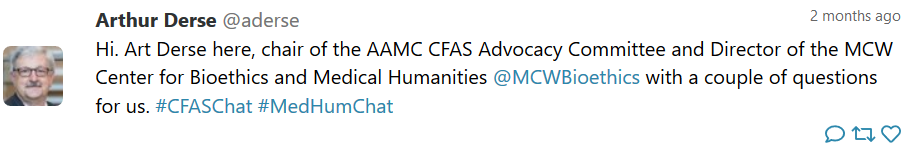 Arthur Derse @aderse 2 months ago
Hi. Art Derse here, chair of the AAMC CFAS Advocacy Committee and Director of the MCW
Center for Bioethics and Medical Humanities @MCWBioethics with a couple of questions
for us. #CFASChat #MedHumChat